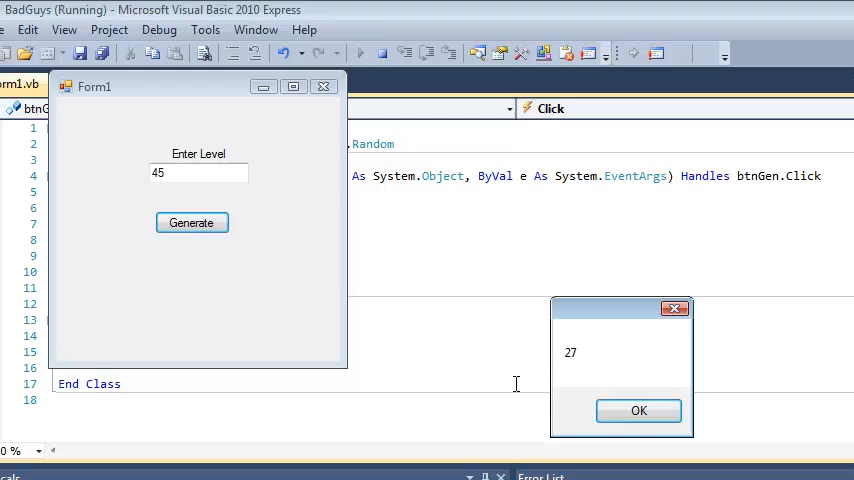 BadGuys (Running) - Microsoft Visual Basic 2010 Express
Edit View Project Debug Tools Window Help
orm1.vb
Form1
btnG
Click
1
2 .Random
3
4 As System.Object, ByVal e As System.EventArgs) Handles btnGen.Click
5
6
7
8
9
10
11
12
13
14
15
16
17 End Class
18
Enter Level
45
Generate
27
OK
0 %
cals
Error List